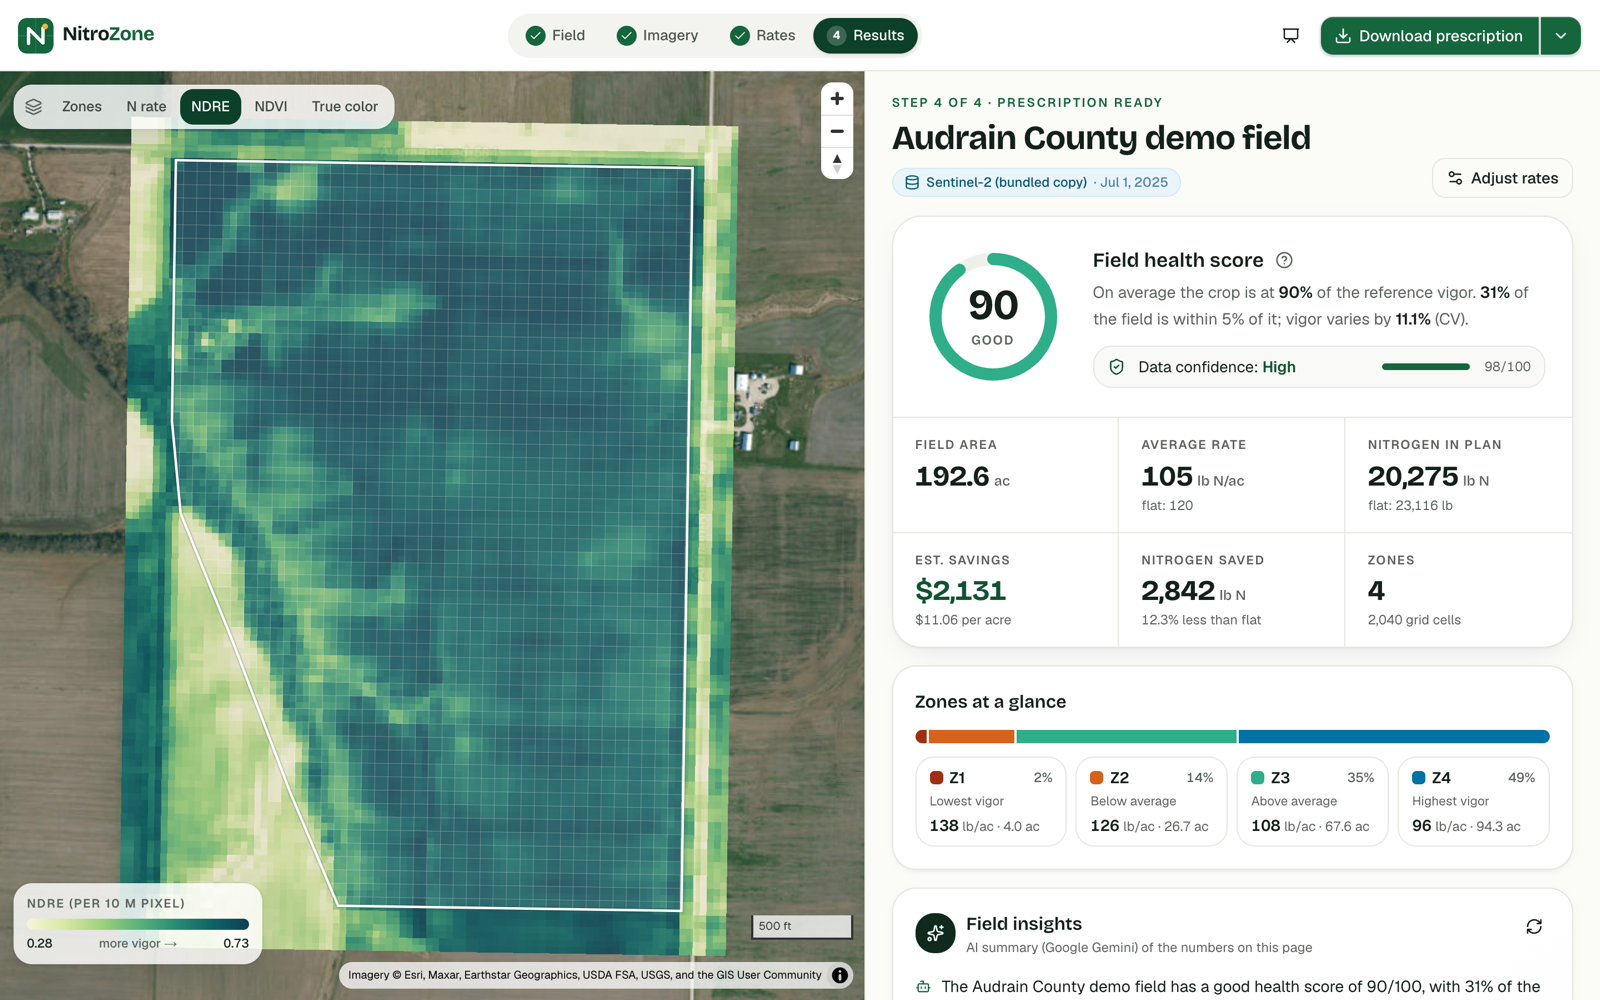 NitroZone
Field
Imagery
Rates
4 Results
Download prescription
Zones
N rate
NDRE
NDVI
True color
NDRE (PER 10 M PIXEL)
0.28
more vigor →
0.73
500 ft
Imagery © Esri, Maxar, Earthstar Geographics, USDA FSA, USGS, and the GIS User Community
STEP 4 OF 4 · PRESCRIPTION READY
Audrain County demo field
Sentinel-2 (bundled copy) · Jul 1, 2025
Adjust rates
90
GOOD
Field health score
On average the crop is at 90% of the reference vigor. 31% of
the field is within 5% of it; vigor varies by 11.1% (CV).
Data confidence: High
98/100
FIELD AREA
192.6 ac
AVERAGE RATE
105 lb N/ac
flat: 120
NITROGEN IN PLAN
20,275 lb N
flat: 23,116 lb
EST. SAVINGS
$2,131
$11.06 per acre
NITROGEN SAVED
2,842 lb N
12.3% less than flat
ZONES
4
2,040 grid cells
Zones at a glance
Z1 2%
Lowest vigor
138 lb/ac · 4.0 ac
Z2 14%
Below average
126 lb/ac · 26.7 ac
Z3 35%
Above average
108 lb/ac · 67.6 ac
Z4 49%
Highest vigor
96 lb/ac · 94.3 ac
Field insights
AI summary (Google Gemini) of the numbers on this page
The Audrain County demo field has a good health score of 90/100, with 31% of the